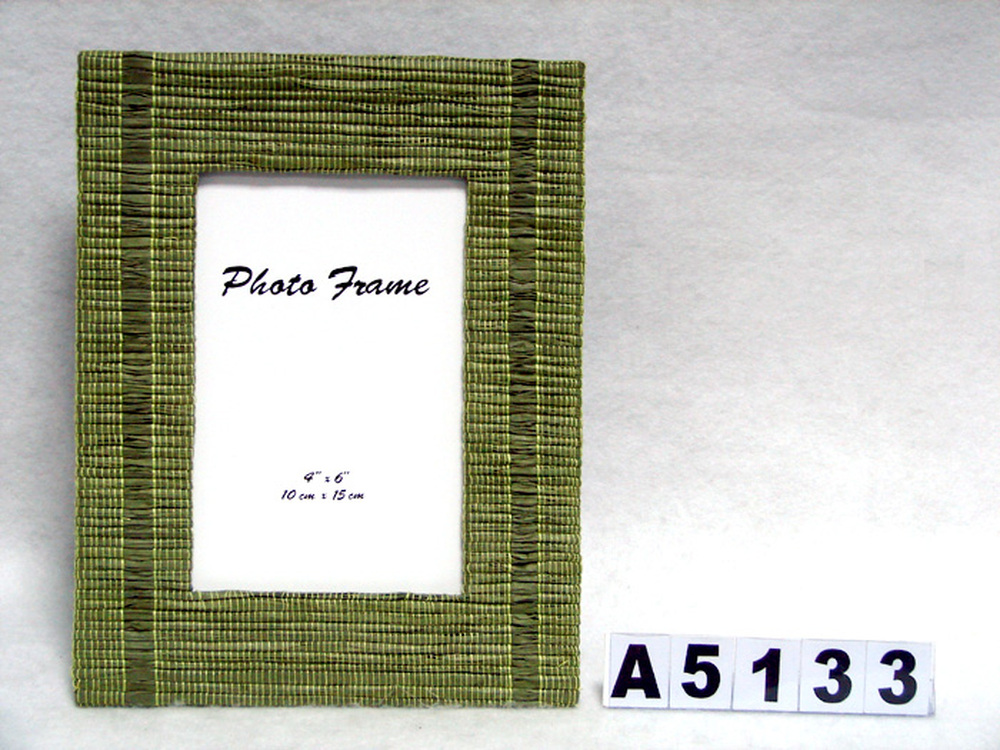 Photo Frame
4" x 6"
10 cm x 15 cm
A5133